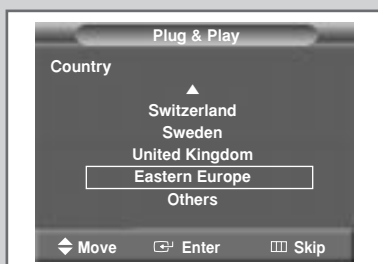 Plug & Play
Country
Switzerland
Sweden
United Kingdom
Eastern Europe
Others
Move Enter Skip